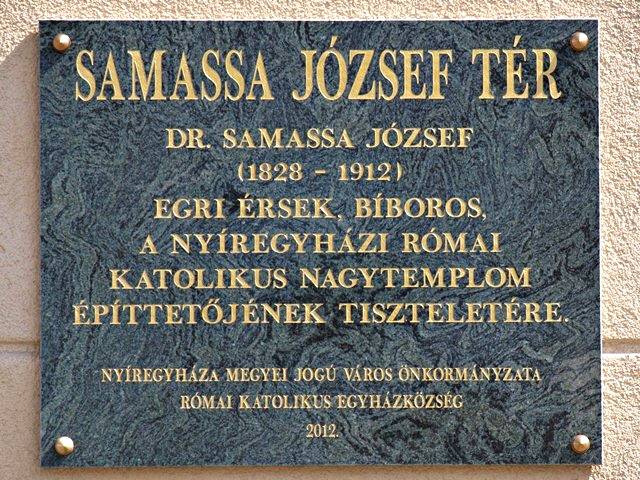 SAMASSA JÓZSEF TÉR
DR. SAMASSA JÓZSEF
(1828 - 1912)
EGRI ÉRSEK, BÍBOROS,
A NYÍREGYHÁZI RÓMAI
KATOLIKUS NAGYTEMPLOM
ÉPÍTTETŐJÉNEK TISZTELETÉRE.
NYÍREGYHÁZA MEGYEI JOGÚ VÁROS ÖNKORMÁNYZATA
RÓMAI KATOLIKUS EGYHÁZKÖZSÉG
2012.